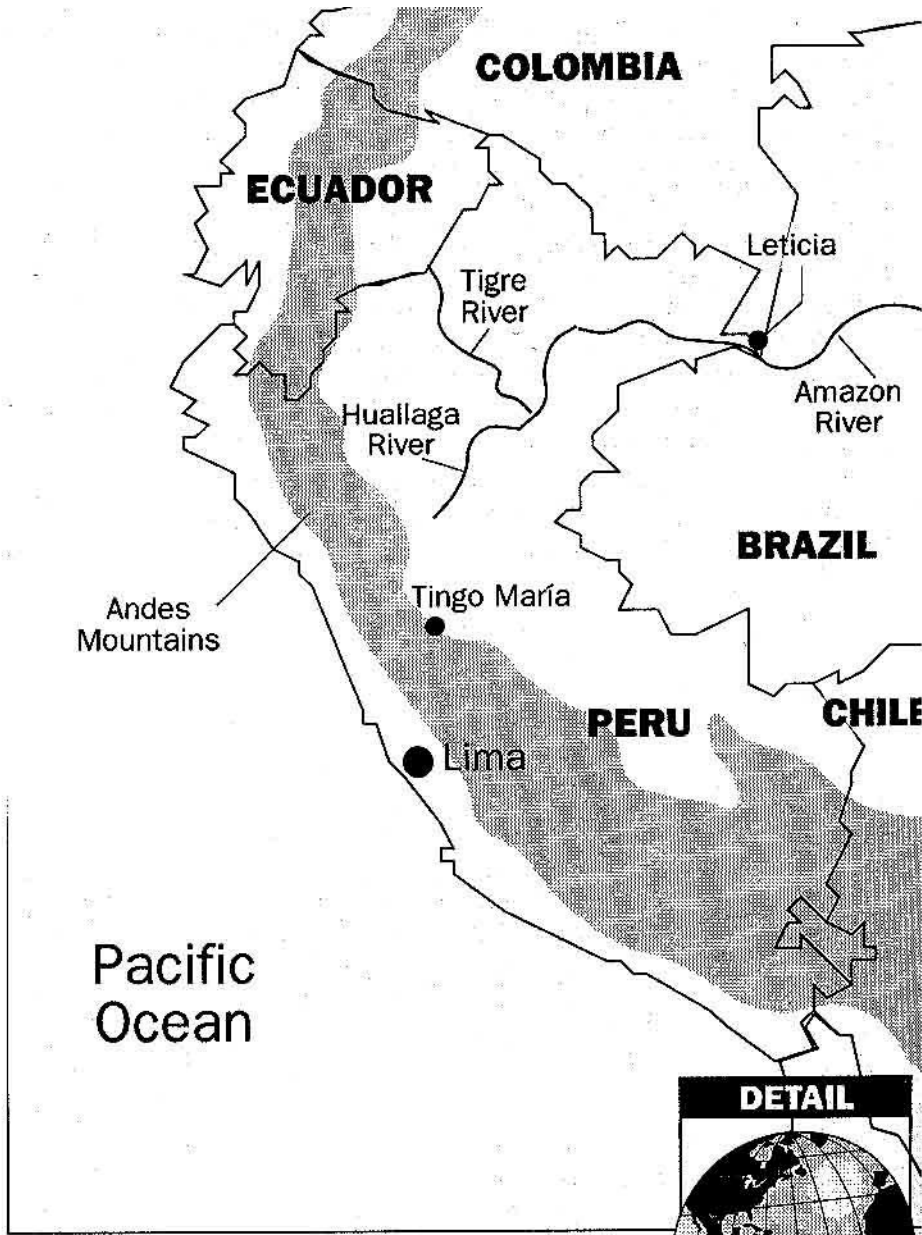 COLOMBIA
ECUADOR
Leticia
Tigre
River
Amazon
River
Huallaga
River
BRAZIL
Andes
Mountains
Tingo María
PERU
CHILE
Lima
Pacific
Ocean
DETAIL